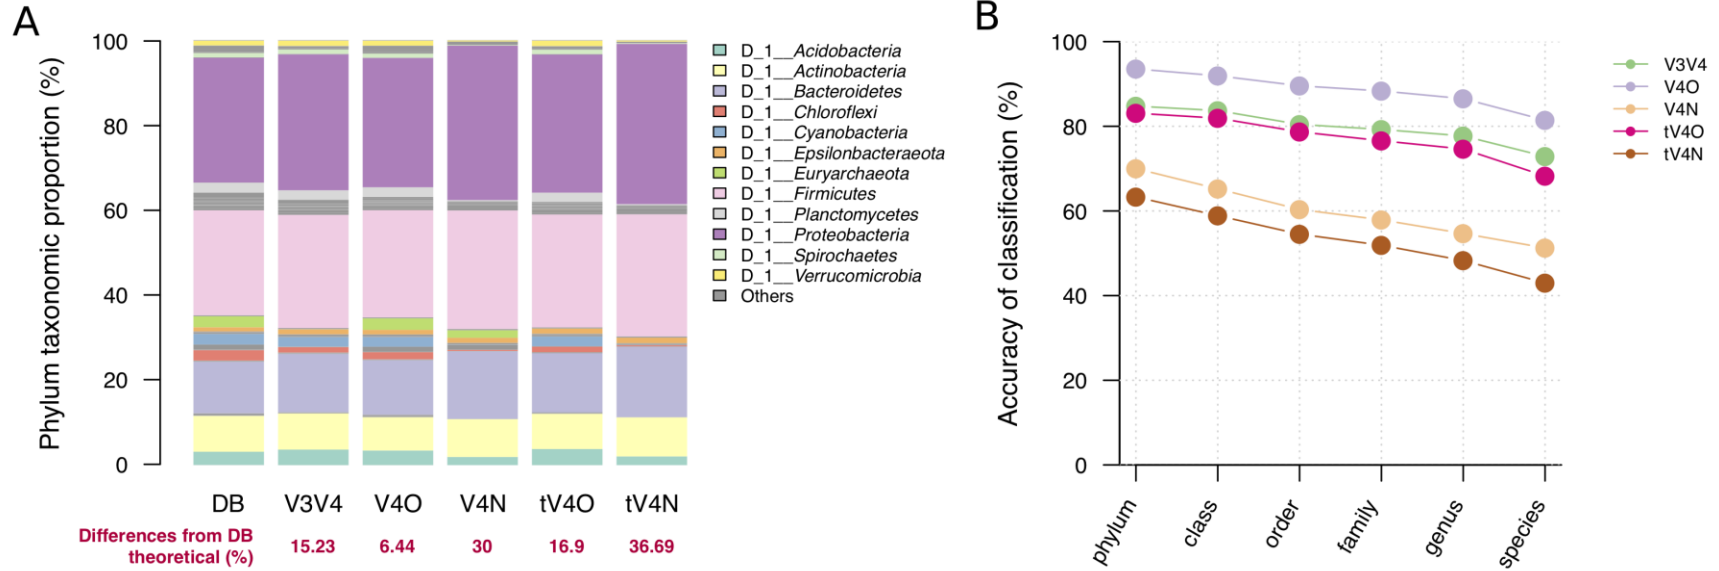 A
Phylum taxonomic proportion (%)
100
80
60
40
20
0
DB V3V4 V4O V4N tV4O tV4N
Differences from DB
theoretical (%)
15.23 6.44 30 16.9 36.69
D_1__Acidobacteria
D_1__Actinobacteria
D_1__Bacteroidetes
D_1__Chloroflexi
D_1__Cyanobacteria
D_1__Epsilonbacteraeota
D_1__Euryarchaeota
D_1__Firmicutes
D_1__Planctomycetes
D_1__Proteobacteria
D_1__Spirochaetes
D_1__Verrucomicrobia
Others
B
Accuracy of classification (%)
100
80
60
40
20
0
phylum
class
order
family
genus
species
V3V4
V4O
V4N
tV4O
tV4N